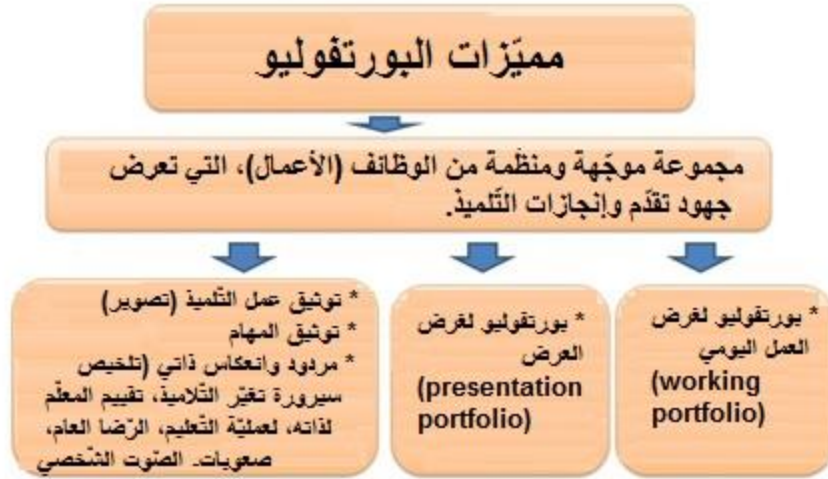 مميّزات البورتفوليو
مجموعة موجّهة ومنظّمة من الوظائف (الأعمال)، التي تعرض
جهود تقدّم وإنجازات التّلميذ.
* بورتفوليو لغرض
العمل اليومي
(working
portfolio)
* بورتفوليو لغرض
العرض
(presentation
portfolio)
* توثيق عمل التّلميذ (تصوير)
* توثيق المهام
* مردود وانعكاس ذاتي (تلخيص
سيرورة تغيّر التّلاميذ، تقييم المعلّم
لذاته، لعمليّة التّعليم، الرّضا العام،
صعوبات. الصّوت الشّخصي